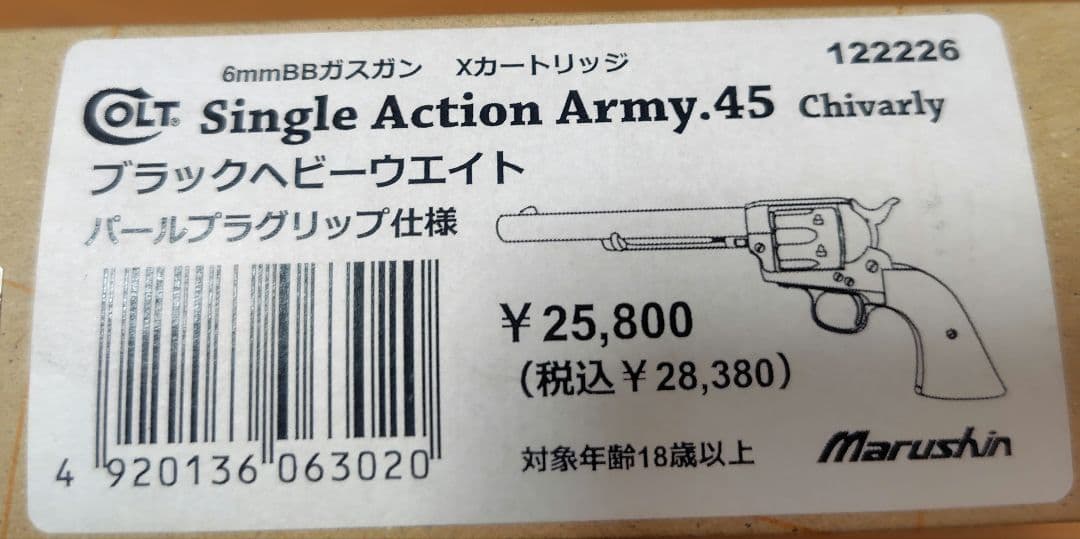 6mmBBガスガン　Xカートリッジ
122226
COLT® Single Action Army.45 Chivarly
ブラックヘビーウエイト
パールプラグリップ仕様
￥25,800
(税込￥28,380)
対象年齢18歳以上
Marushin
4 920136 063020